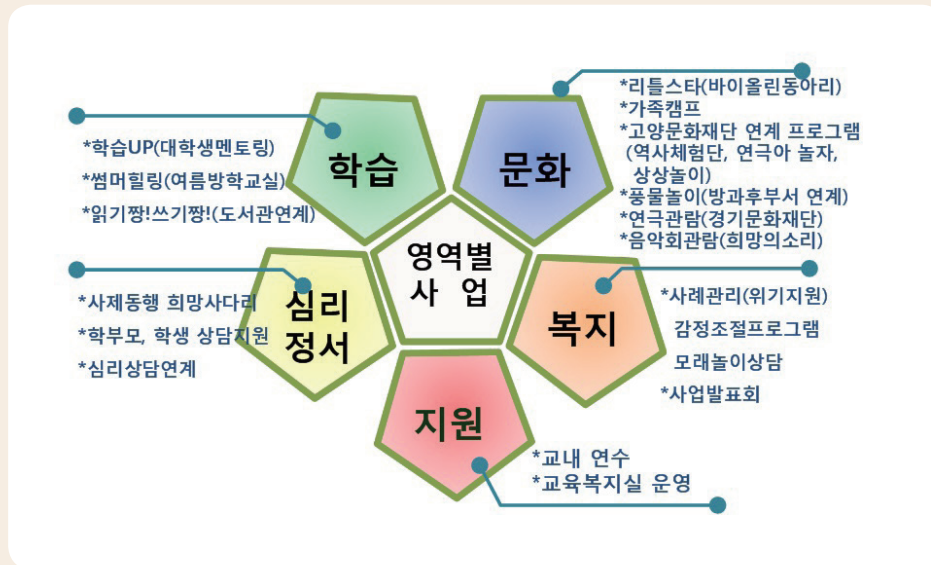 학습
*학습UP(대학생멘토링)
*썸머힐링(여름방학교실)
*읽기짱!쓰기짱!(도서관연계)
문화
*리틀스타(바이올린동아리)
*가족캠프
*고양문화재단 연계 프로그램
(역사체험단, 연극아 놀자,
상상놀이)
*풍물놀이(방과후부서 연계)
*연극관람(경기문화재단)
*음악회관람(희망의소리)
영역별
사 업
심리
정서
*사제동행 희망사다리
*학부모, 학생 상담지원
*심리상담연계
복지
*사례관리(위기지원)
감정조절프로그램
모래놀이상담
*사업발표회
지원
*교내 연수
*교육복지실 운영